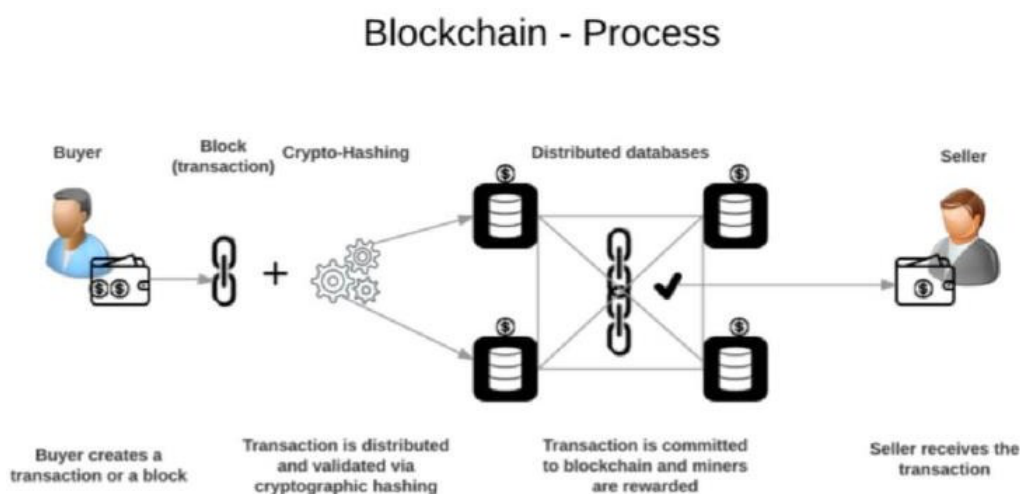 Blockchain - Process
Buyer
Block
(transaction)
Crypto-Hashing
Distributed databases
Seller
$
$
$ $
$
$
$
Buyer creates a
transaction or a block
Transaction is distributed
and validated via
cryptographic hashing
Transaction is committed
to blockchain and miners
are rewarded
Seller receives the
transaction